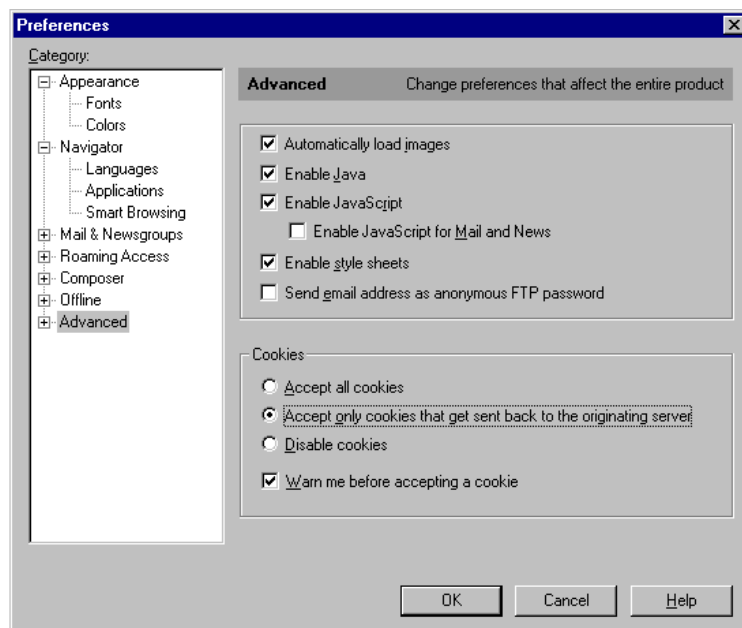 Preferences
Category:
Appearance
Fonts
Colors
Navigator
Languages
Applications
Smart Browsing
Mail & Newsgroups
Roaming Access
Composer
Offline
Advanced
Advanced Change preferences that affect the entire product
Automatically load images
Enable Java
Enable JavaScript
Enable JavaScript for Mail and News
Enable style sheets
Send email address as anonymous FTP password
Cookies
Accept all cookies
Accept only cookies that get sent back to the originating server
Disable cookies
Warn me before accepting a cookie
OK Cancel Help